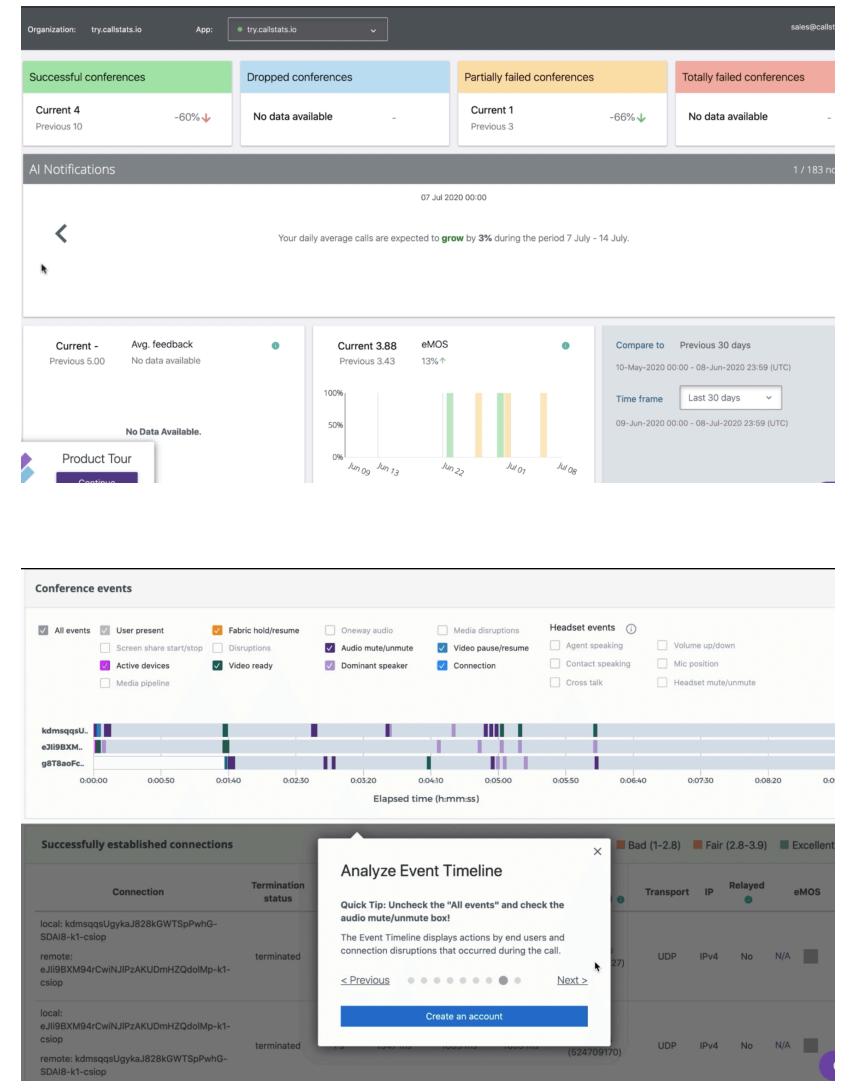 Organization: try.callstats.io App: try.callstats.io
Successful conferences Dropped conferences Partially failed conferences Totally failed conferences
Current 4 -60% No data available - Current 1 -66% No data available -
Previous 10 Previous 3
AI Notifications 1 / 183
07 Jul 2020 00:00
Your daily average calls are expected to grow by 3% during the period 7 July - 14 July.
Current - Avg. feedback Current 3.88 eMOS Compare to Previous 30 days
Previous 5.00 No data available Previous 3.43 13% 10-May-2020 00:00 - 08-Jun-2020 23:59 (UTC)
100%
Time frame Last 30 days
50% 09-Jun-2020 00:00 - 08-Jul-2020 23:59 (UTC)
No Data Available.
0%
Jun 09 Jun 13 Jun 22 Jul 01 Jul 08
Product Tour
Continue
Conference events
All events User present Fabric hold/resume Oneway audio Media disruptions Headset events
Screen share start/stop Disruptions Audio mute/unmute Video pause/resume Agent speaking Volume up/down
Active devices Video ready Dominant speaker Connection Contact speaking Mic position
Media pipeline Cross talk Headset mute/unmute
kdmsqqsU..
eJli9BXM..
g8T8aoFc..
0:00:00 0:00:50 0:01:40 0:02:30 0:03:20 0:04:10 0:05:00 0:05:50 0:06:40 0:07:30 0:08:20
Elapsed time (h:mm:ss)
Successfully established connections Bad (1-2.8) Fair (2.8-3.9) Excellent
Connection Termination status Transport IP Relayed eMOS
local: kdmsqqsUgykaJ828kGWTSpPwhG-
SDAI8-k1-csiop
remote: terminated UDP IPv4 No N/A
eJli9BXM94rCwiNJlPzAKUDmHZQdolMp-k1-
csiop
local:
eJli9BXM94rCwiNJlPzAKUDmHZQdolMp-k1-
csiop
terminated (524709170) UDP IPv4 No N/A
remote: kdmsqqsUgykaJ828kGWTSpPwhG-
SDAI8-k1-csiop
Analyze Event Timeline
Quick Tip: Uncheck the "All events" and check the
audio mute/unmute box!
The Event Timeline displays actions by end users and
connection disruptions that occurred during the call.
< Previous Next >
Create an account